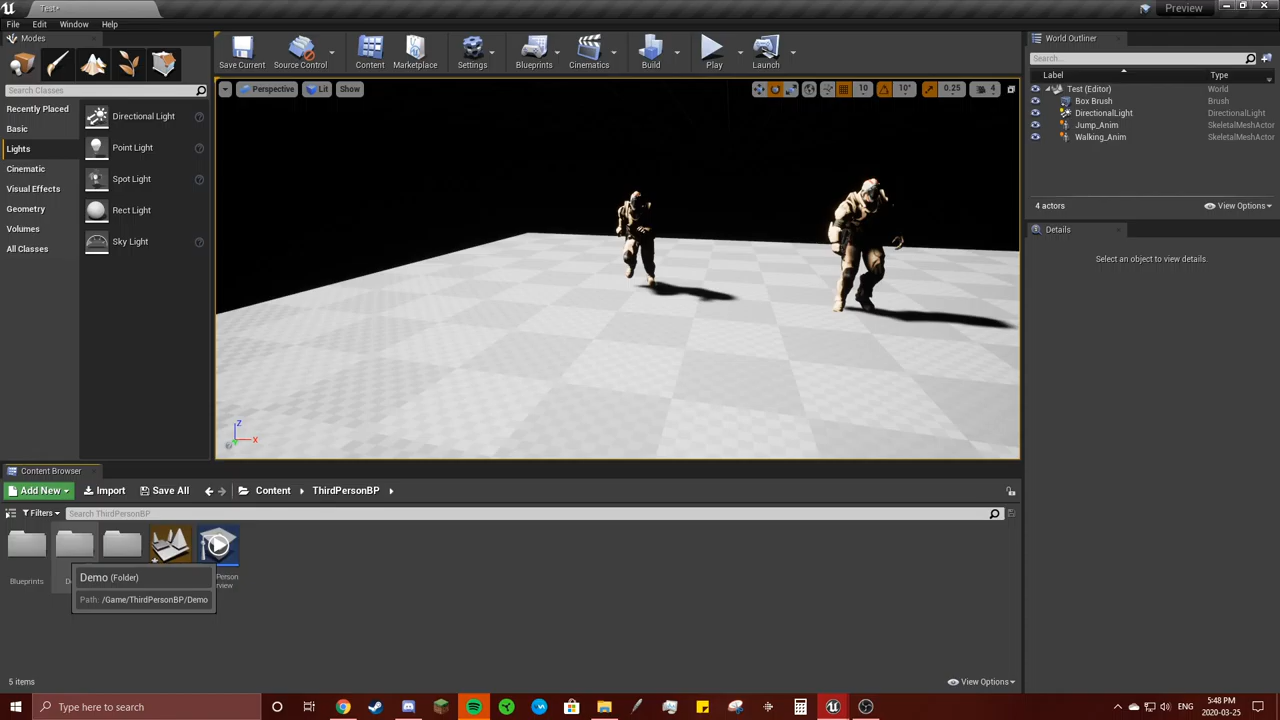 Test*
Preview
File Edit Window Help
Modes
Search Classes
Recently Placed
Basic
Lights
Cinematic
Visual Effects
Geometry
Volumes
All Classes
Directional Light
Point Light
Spot Light
Rect Light
Sky Light
Save Current Source Control Content Marketplace Settings Blueprints Cinematics Build Play Launch
Perspective Lit Show
10 10° 0.25 4
Z
X
World Outliner
Search...
Label Type
Test (Editor) World
Box Brush Brush
DirectionalLight DirectionalLight
Jump_Anim SkeletalMeshActor
Walking_Anim SkeletalMeshActor
4 actors View Options
Details
Select an object to view details.
Content Browser
Add New Import Save All Content ThirdPersonBP
Filters Search ThirdPersonBP
Blueprints
Demo (Folder)
Path: /Game/ThirdPersonBP/Demo
Person
rview
5 items View Options
Type here to search
ENG
5:48 PM
2020-03-25